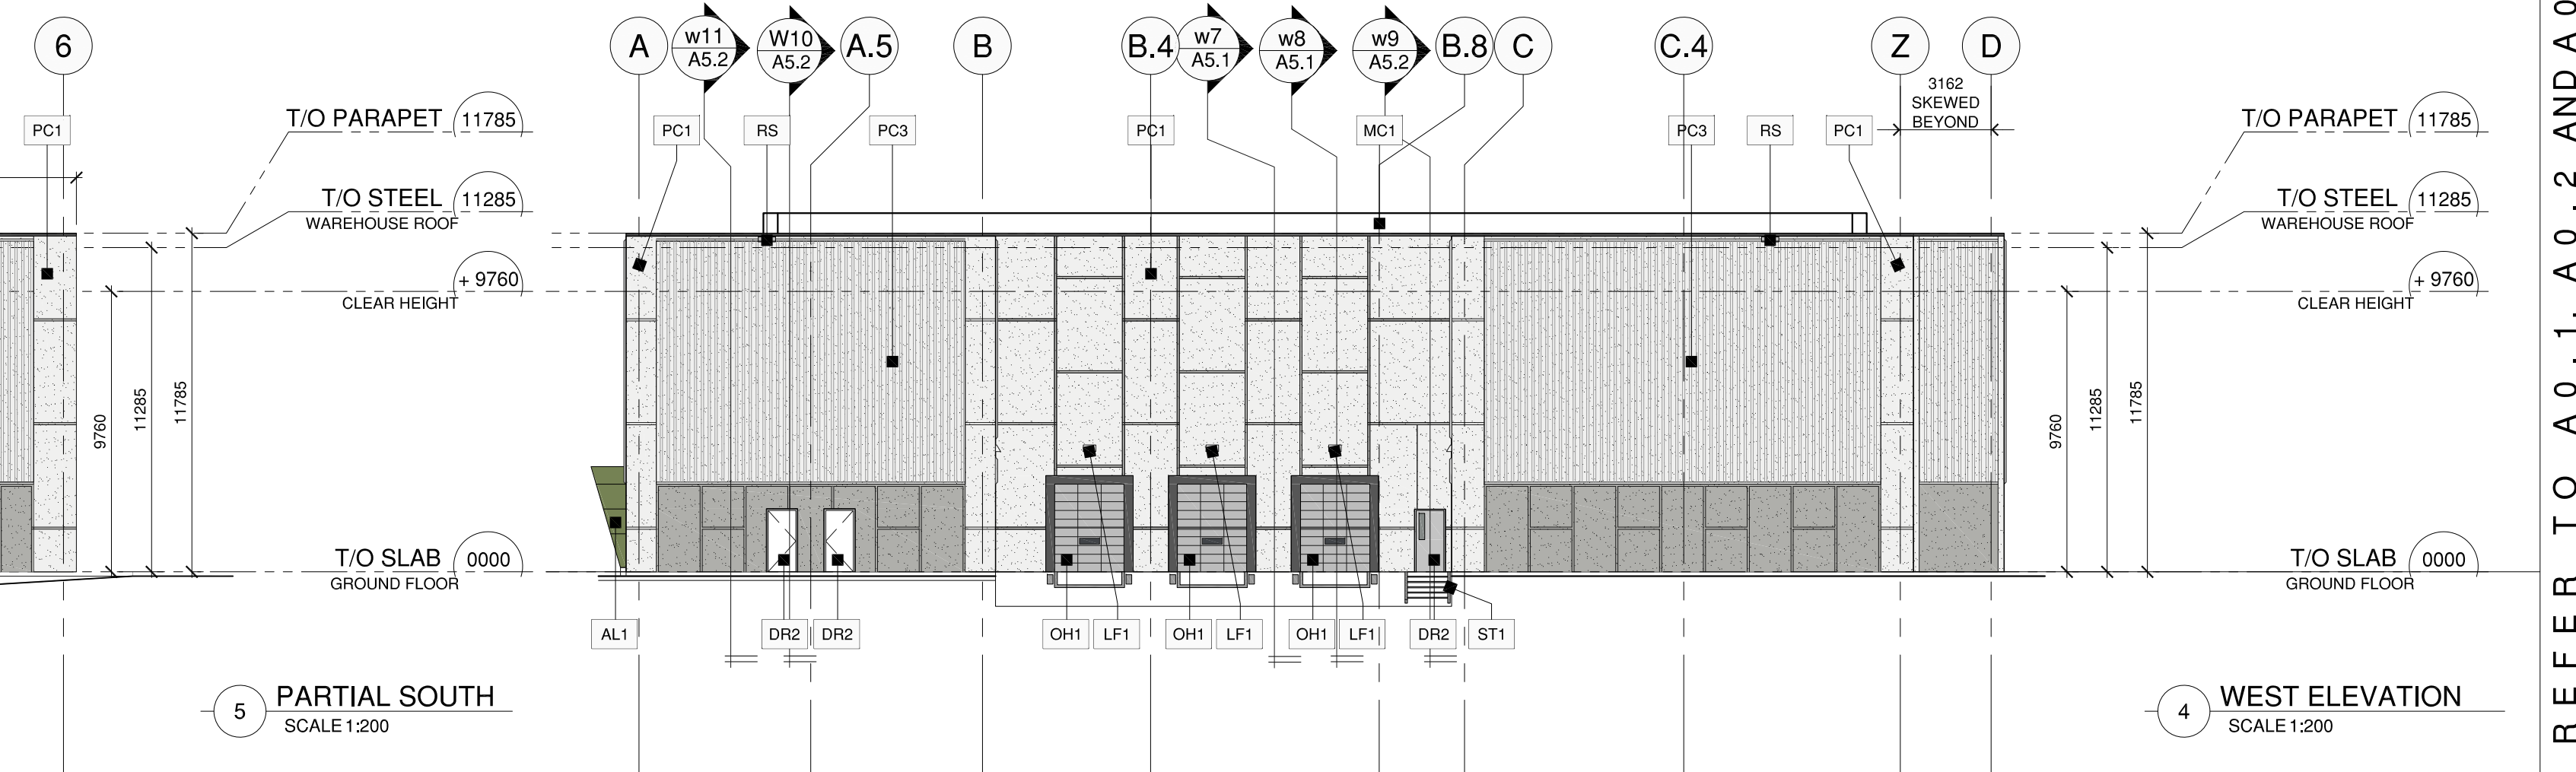 6
A
w11
A5.2
W10
A5.2
A.5
B
B.4
w7
A5.1
w8
A5.1
w9
A5.2
B.8
C
C.4
Z
D
3162
SKEWED
BEYOND
PC1
T/O PARAPET 11785
PC1
RS
PC3
PC1
MC1
PC3
RS
PC1
T/O PARAPET 11785
T/O STEEL 11285
WAREHOUSE ROOF
T/O STEEL 11285
WAREHOUSE ROOF
+ 9760
CLEAR HEIGHT
+ 9760
CLEAR HEIGHT
9760
11285
11785
9760
11285
11785
T/O SLAB 0000
GROUND FLOOR
T/O SLAB 0000
GROUND FLOOR
AL1
DR2
DR2
OH1
LF1
OH1
LF1
OH1
LF1
DR2
ST1
5 PARTIAL SOUTH
SCALE 1:200
4 WEST ELEVATION
SCALE 1:200
REFER TO A0.1, A0.2 AND A0